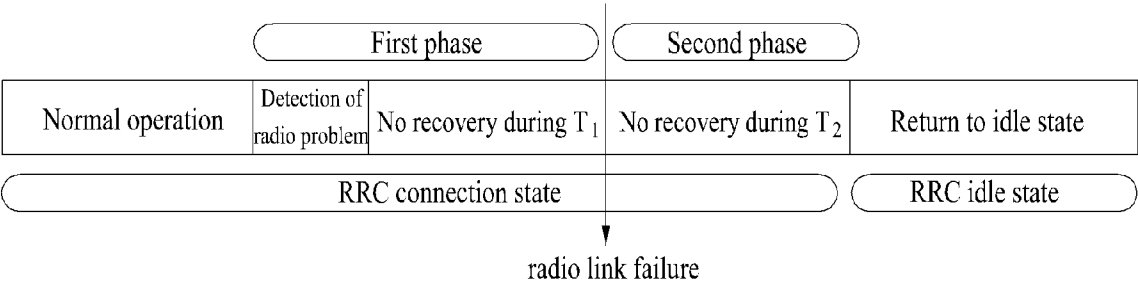 First phase
Second phase
Normal operation
Detection of
radio problem
No recovery during T₁
No recovery during T₂
Return to idle state
RRC connection state
RRC idle state
radio link failure